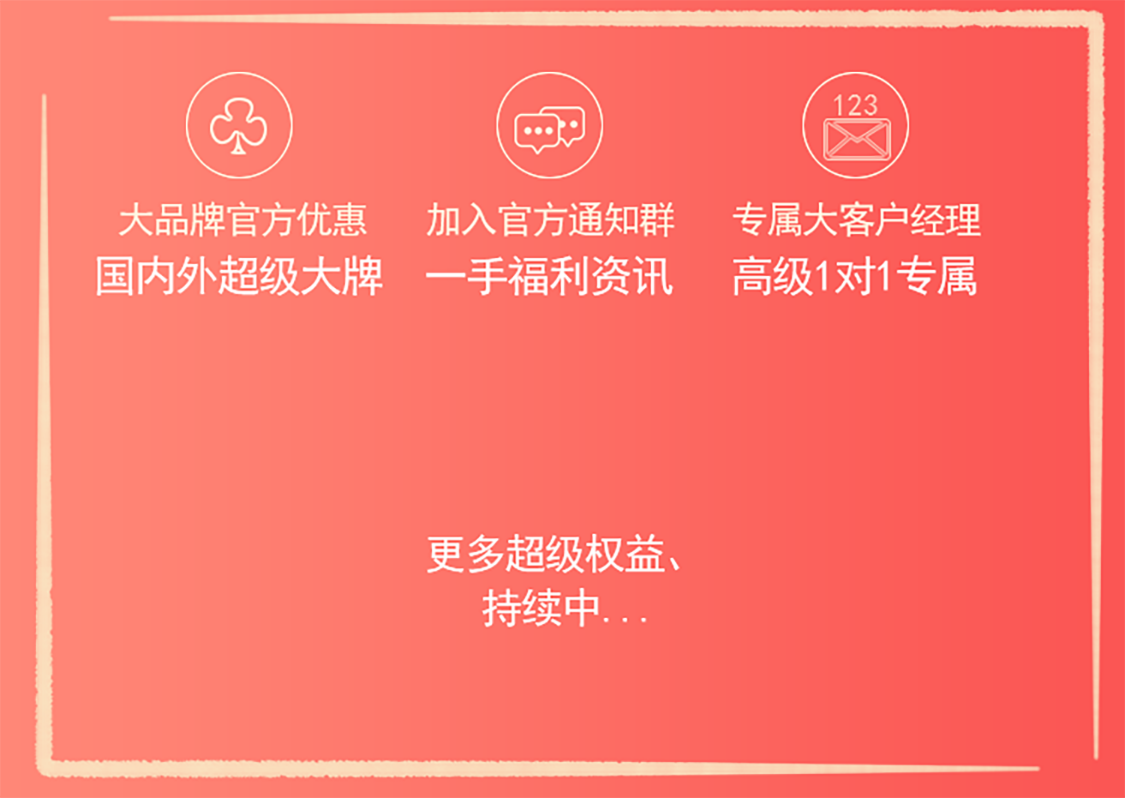 123
大品牌官方优惠
国内外超级大牌
加入官方通知群
一手福利资讯
专属大客户经理
高级1对1专属
更多超级权益、
持续中...